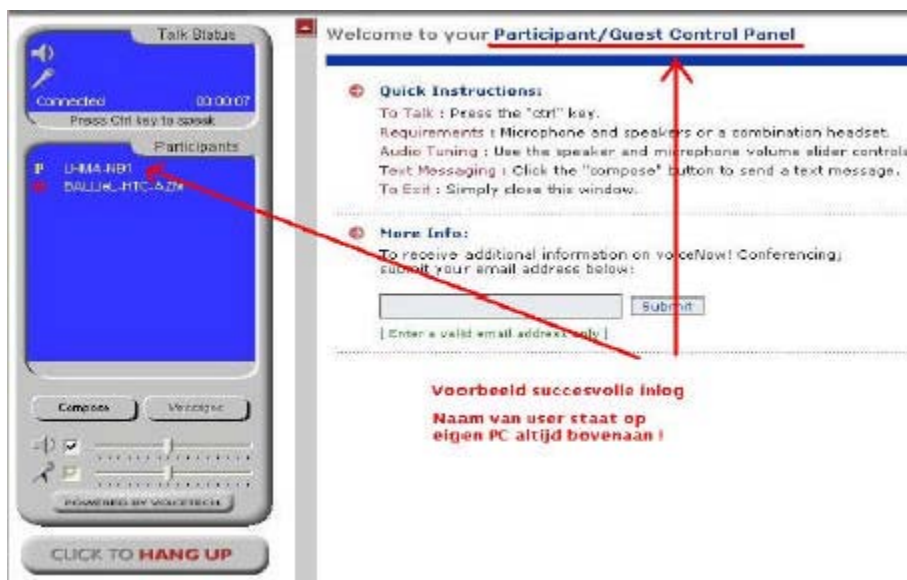 Talk Status
Connected 00:00:07
Press Ctrl key to speak
Participants
P LHMA-NB1
Compose Messages
POWERED BY VOICETECH
CLICK TO HANG UP
Welcome to your Participant/Guest Control Panel
Quick Instructions:
To Talk : Press the "ctrl" key.
Requirements : Microphone and speakers or a combination headset.
Audio Tuning : Use the speaker and microphone volume slider controls
Text Messaging : Click the "compose" button to send a text message.
To Exit : Simply close this window.
More Info:
To receive additional information on voiceNow! Conferencing;
submit your email address below:
Submit
[ Enter a valid email address only ]
Voorbeeld succesvolle inlog
Naam van user staat op
eigen PC altijd bovenaan !